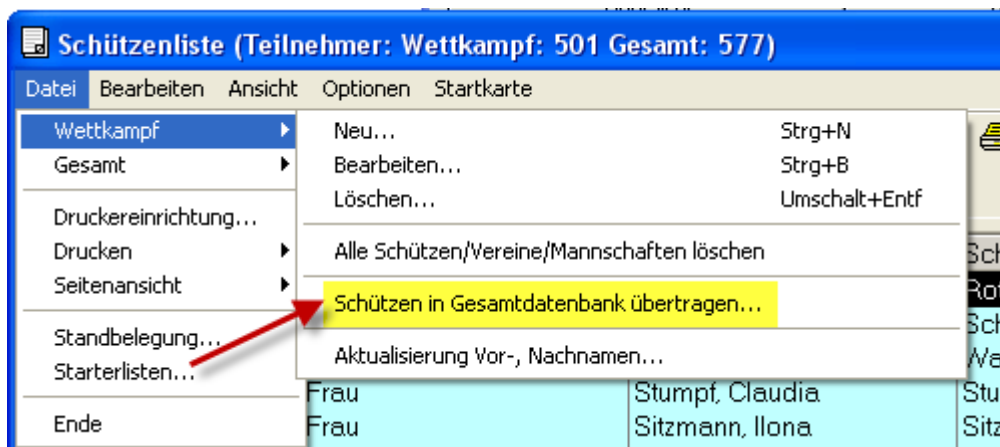 Schützenliste (Teilnehmer: Wettkampf: 501 Gesamt: 577)
Datei Bearbeiten Ansicht Optionen Startkarte
Wettkampf
Gesamt
Druckereinrichtung...
Drucken
Seitenansicht
Standbelegung...
Starterlisten...
Ende
Neu... Strg+N
Bearbeiten... Strg+B
Löschen... Umschalt+Entf
Alle Schützen/Vereine/Mannschaften löschen
Schützen in Gesamtdatenbank übertragen...
Aktualisierung Vor-, Nachnamen...
Frau Stumpf, Claudia Stu
Frau Sitzmann, Ilona Sitz